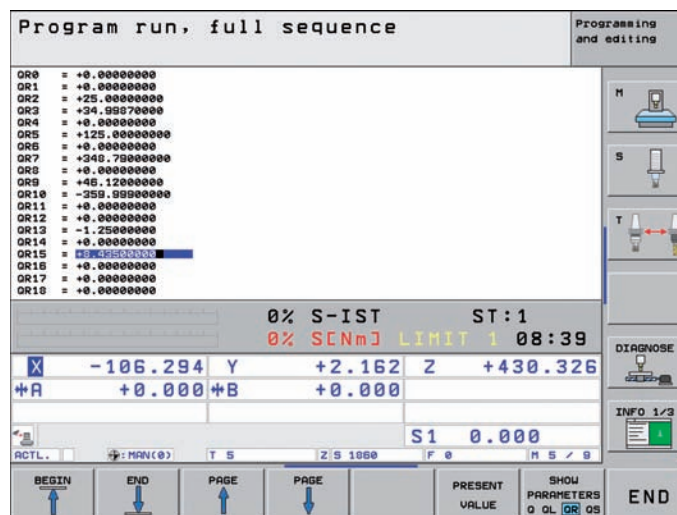 Program run, full sequence
Programming
and editing
QR0 = +0.00000000
QR1 = +0.00000000
QR2 = +25.00000000
QR3 = +34.99870000
QR4 = +0.00000000
QR5 = +125.00000000
QR6 = +0.00000000
QR7 = +348.79000000
QR8 = +0.00000000
QR9 = +46.12000000
QR10 = -359.99900000
QR11 = +0.00000000
QR12 = +0.00000000
QR13 = -1.25000000
QR14 = +0.00000000
QR15 = +8.43500000
QR16 = +0.00000000
QR17 = +0.00000000
QR18 = +0.00000000
M
S
T
DIAGNOSE
INFO 1/3
0% S-IST ST:1
0% S[Nm] LIMIT 1 08:39
X -106.294 Y +2.162 Z +430.326
A +0.000 B +0.000
S1 0.000
ACTL. : MAN(0) T 5 Z S 1860 F 0 M 5 / 9
BEGIN
END
PAGE
PAGE
PRESENT
VALUE
SHOW
PARAMETERS
Q QL QR QS
END